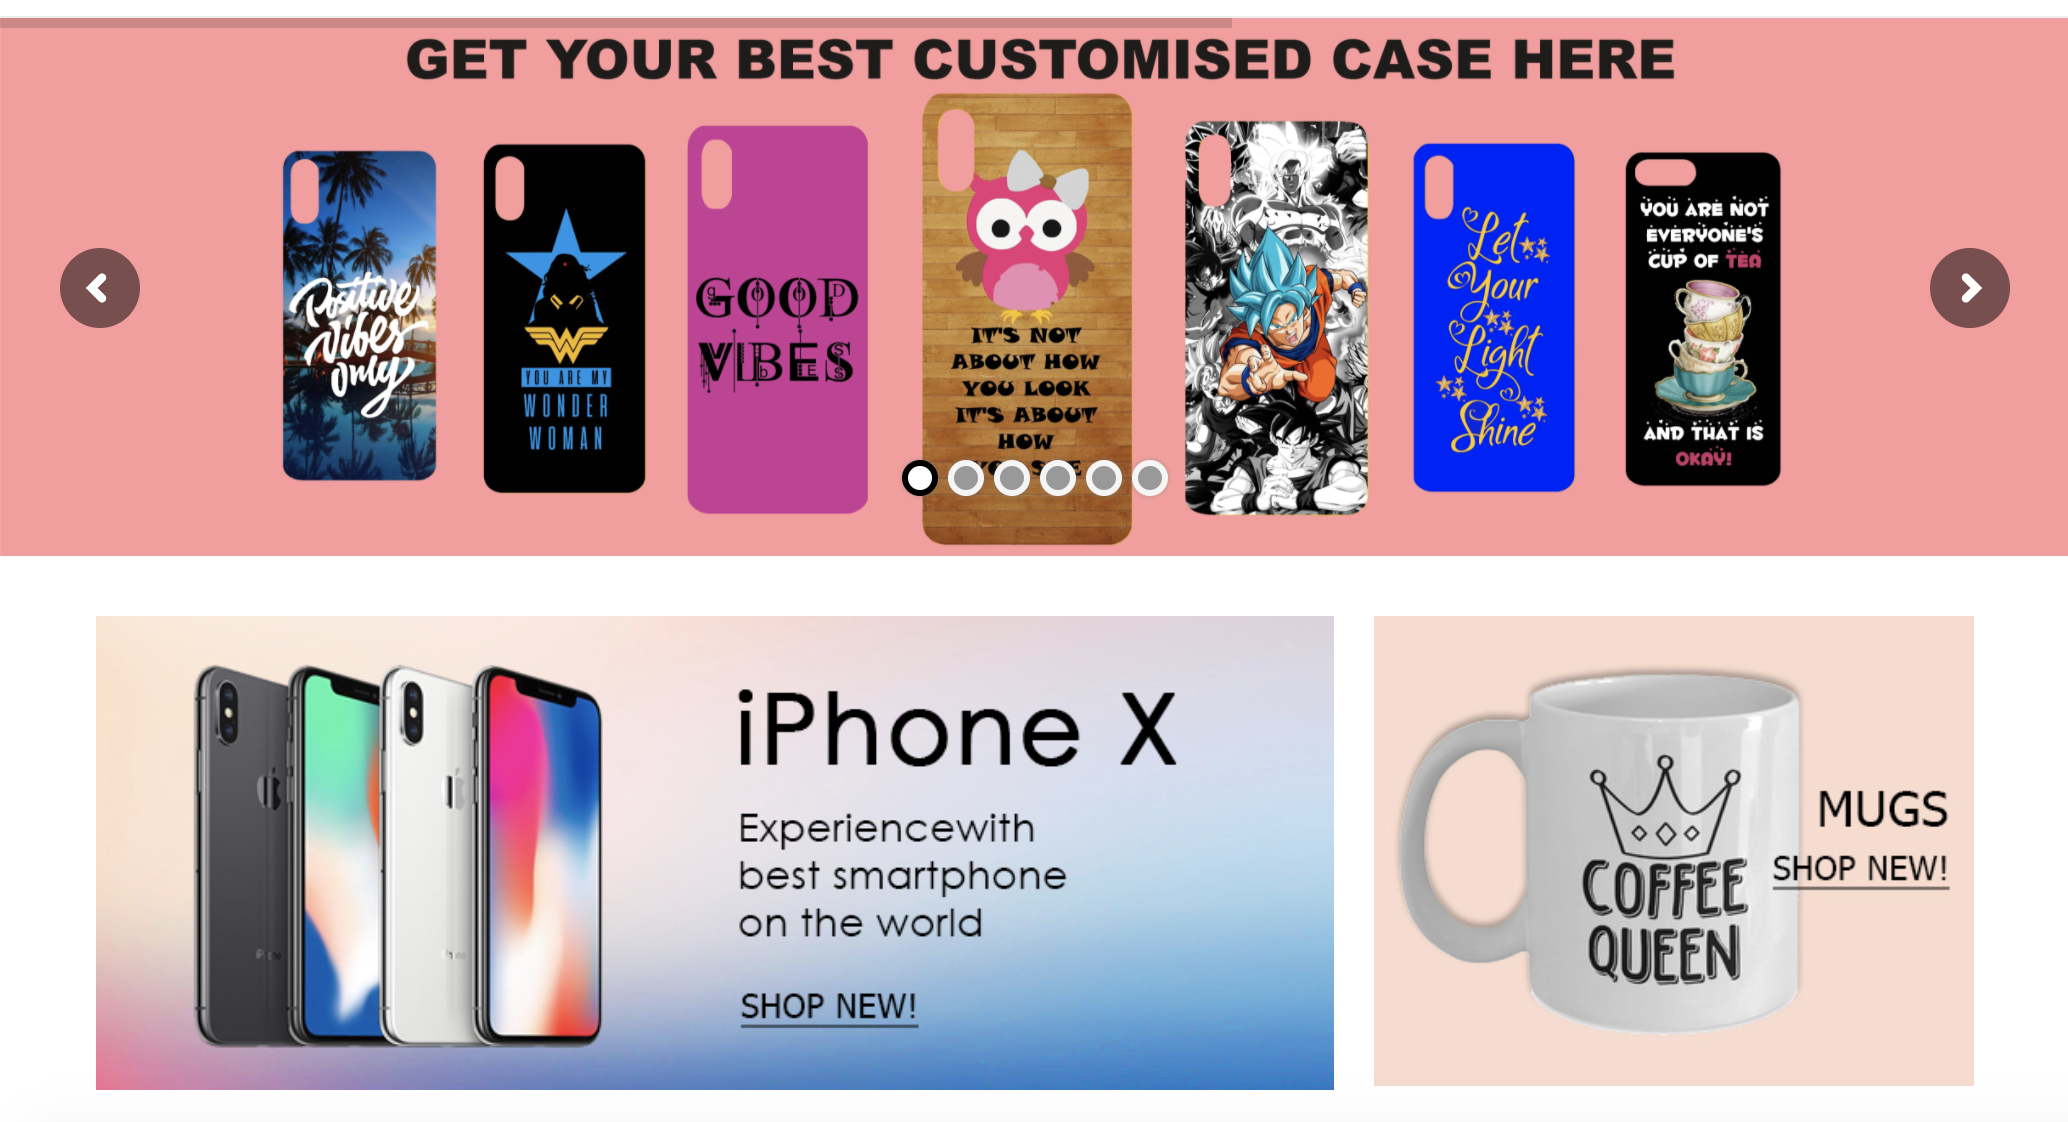 GET YOUR BEST CUSTOMISED CASE HERE
Positive
Vibes
only
YOU ARE MY
WONDER
WOMAN
GOOD
VIBES
IT'S NOT
ABOUT HOW
YOU LOOK
IT'S ABOUT
HOW
Let
Your
Light
Shine
YOU ARE NOT
EVERYONE'S
CUP OF TEA
AND THAT IS
OKAY!
iPhone X
Experiencewith
best smartphone
on the world
SHOP NEW!
COFFEE
QUEEN
MUGS
SHOP NEW!